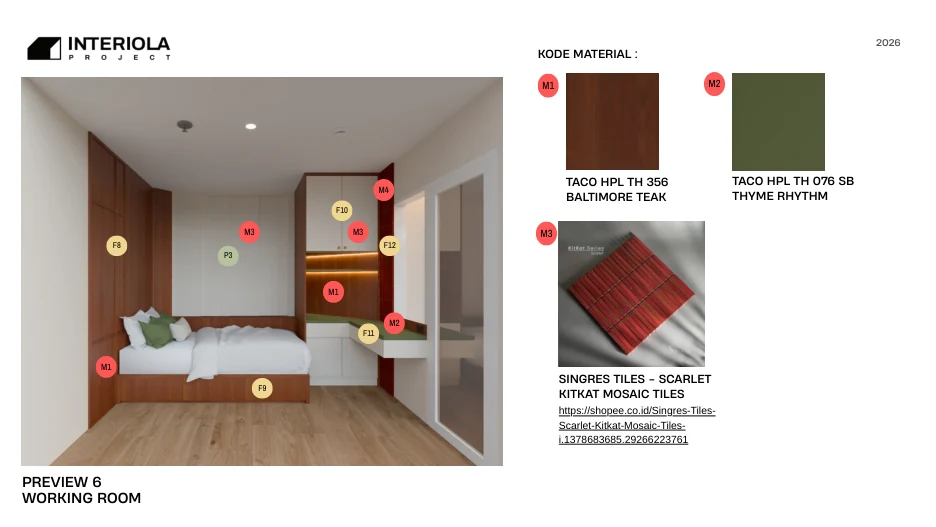 INTERIOLA
PROJECT
2026
KODE MATERIAL :
M1
M2
TACO HPL TH 356
BALTIMORE TEAK
TACO HPL TH 076 SB
THYME RHYTHM
M3
KitKat Series
SINGRES TILES – SCARLET
KITKAT MOSAIC TILES
https://shopee.co.id/Singres-Tiles-
Scarlet-Kitkat-Mosaic-Tiles-
i.1378683685.29266223761
M4
F10
M3
M3
F8
F12
P3
M1
M2
F11
M1
F9
PREVIEW 6
WORKING ROOM